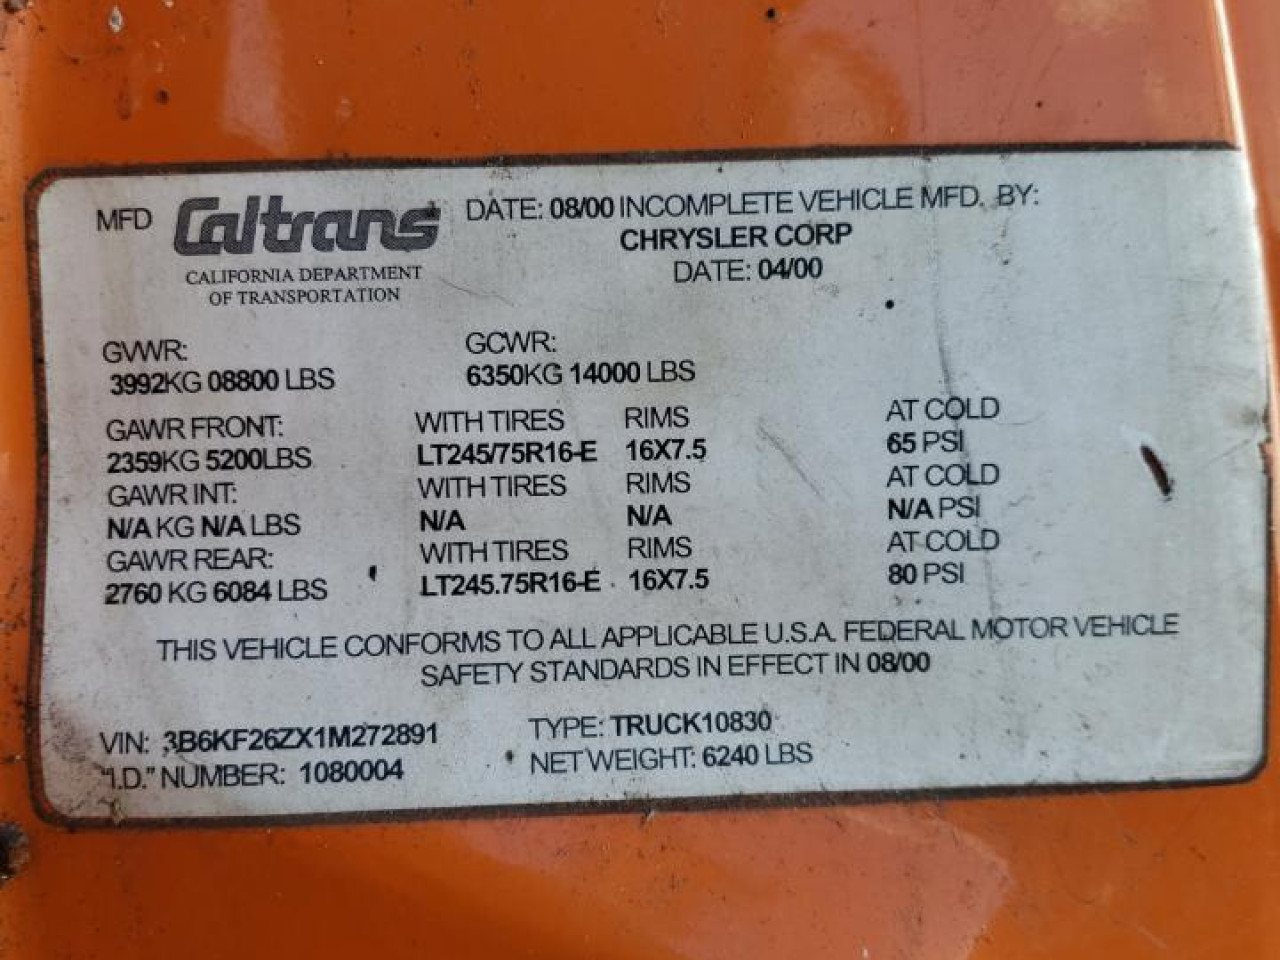 MFD Caltrans DATE: 08/00 INCOMPLETE VEHICLE MFD. BY:
CALIFORNIA DEPARTMENT
OF TRANSPORTATION
CHRYSLER CORP
DATE: 04/00
GVWR: GCWR:
3992KG 08800 LBS 6350KG 14000 LBS
GAWR FRONT: WITH TIRES RIMS AT COLD
2359KG 5200LBS LT245/75R16-E 16X7.5 65 PSI
GAWR INT: WITH TIRES RIMS AT COLD
N/A KG N/A LBS N/A N/A N/A PSI
GAWR REAR: WITH TIRES RIMS AT COLD
2760 KG 6084 LBS LT245.75R16-E 16X7.5 80 PSI
THIS VEHICLE CONFORMS TO ALL APPLICABLE U.S.A. FEDERAL MOTOR VEHICLE
SAFETY STANDARDS IN EFFECT IN 08/00
VIN: 3B6KF26ZX1M272891 TYPE: TRUCK10830
"I.D." NUMBER: 1080004 NET WEIGHT: 6240 LBS